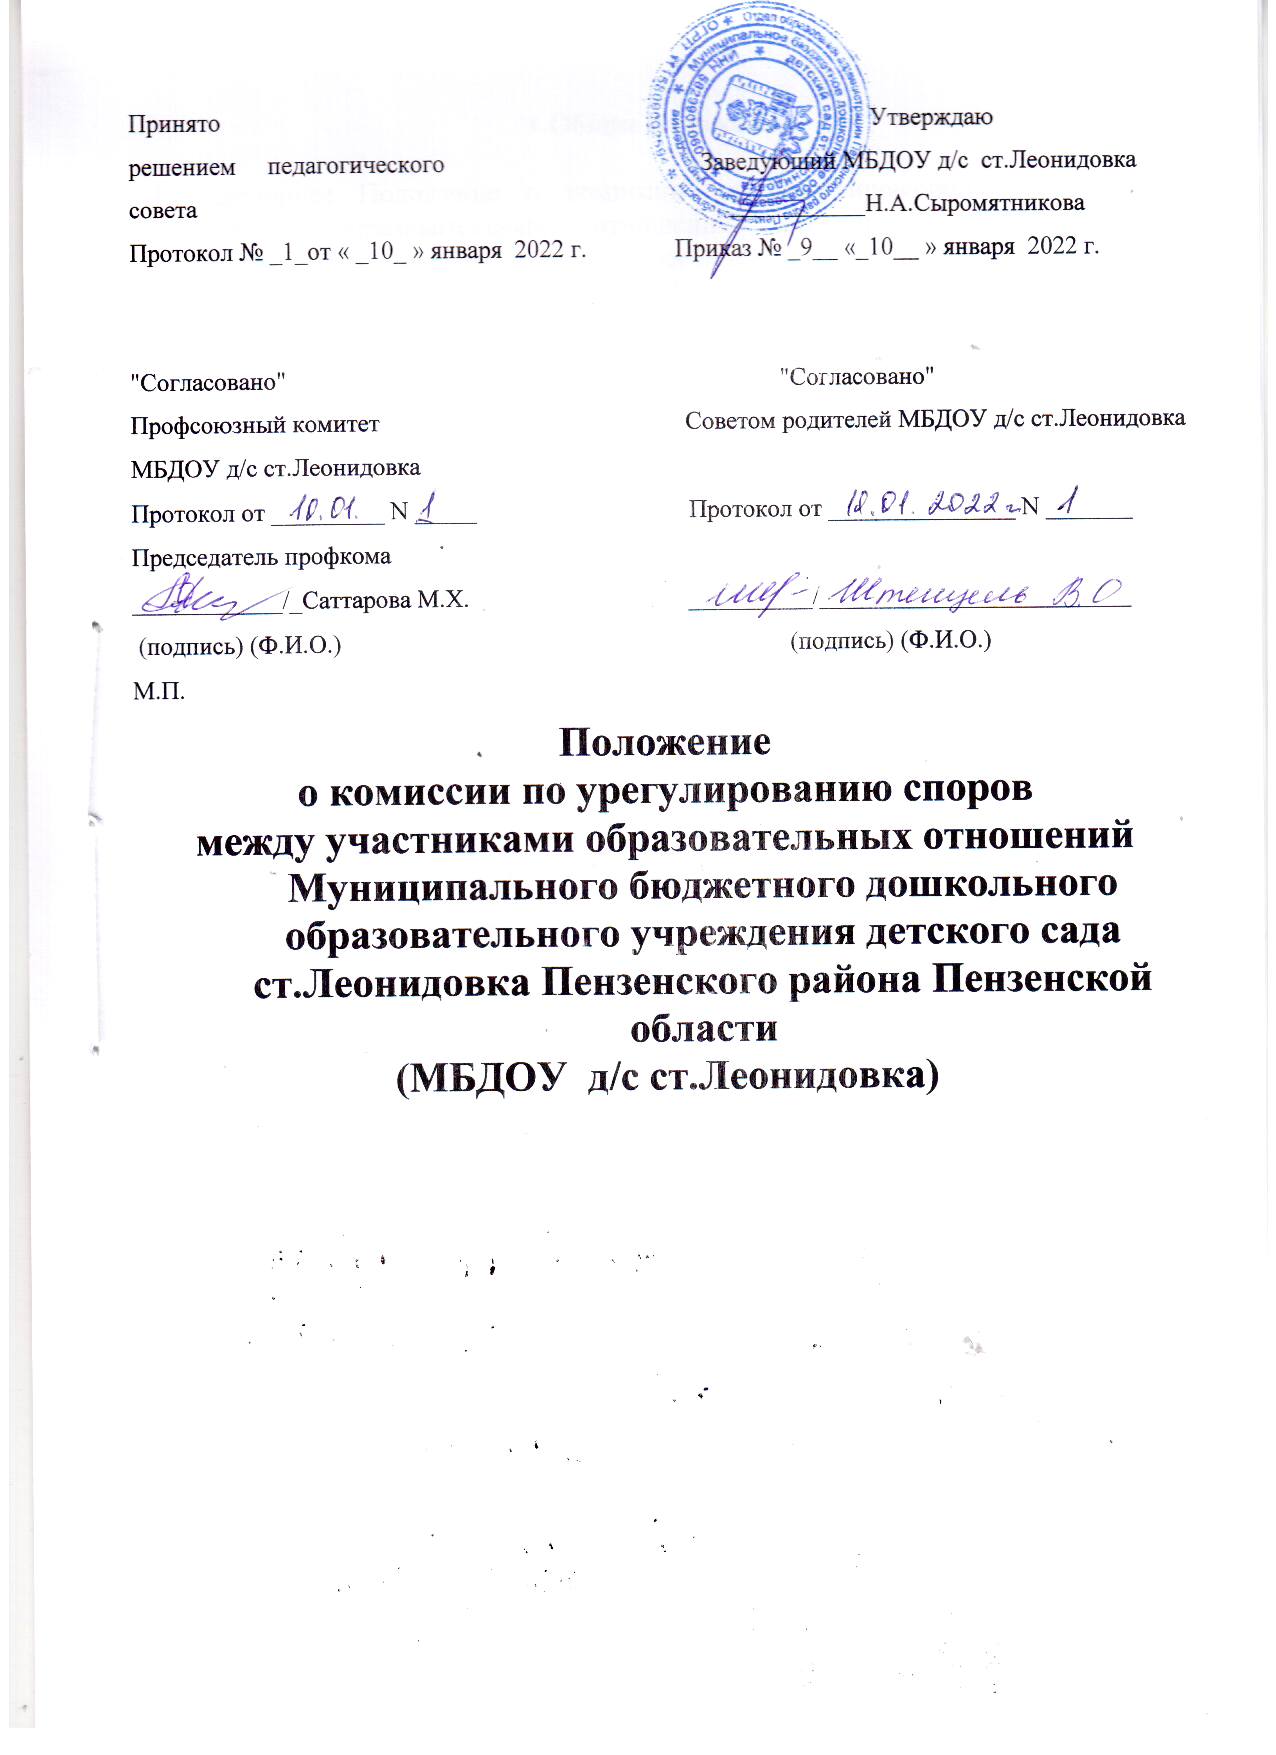 Принято
решением педагогического
совета
Протокол № _1_от « _10_ » января 2022 г.
Утверждаю
Заведующий МБДОУ д/с ст.Леонидовка
Н.А.Сыромятникова
Приказ № _9__ «_10__ » января 2022 г.
"Согласовано"
Профсоюзный комитет
МБДОУ д/с ст.Леонидовка
Протокол от 10.01. N 1
Председатель профкома
/_Саттарова М.Х.
(подпись) (Ф.И.О.)
М.П.
"Согласовано"
Советом родителей МБДОУ д/с ст.Леонидовка
Протокол от 10.01. 2022 г. N 1
/ В.О
(подпись) (Ф.И.О.)
Положение
о комиссии по урегулированию споров
между участниками образовательных отношений
Муниципального бюджетного дошкольного
образовательного учреждения детского сада
ст.Леонидовка Пензенского района Пензенской
области
(МБДОУ д/с ст.Леонидовка)